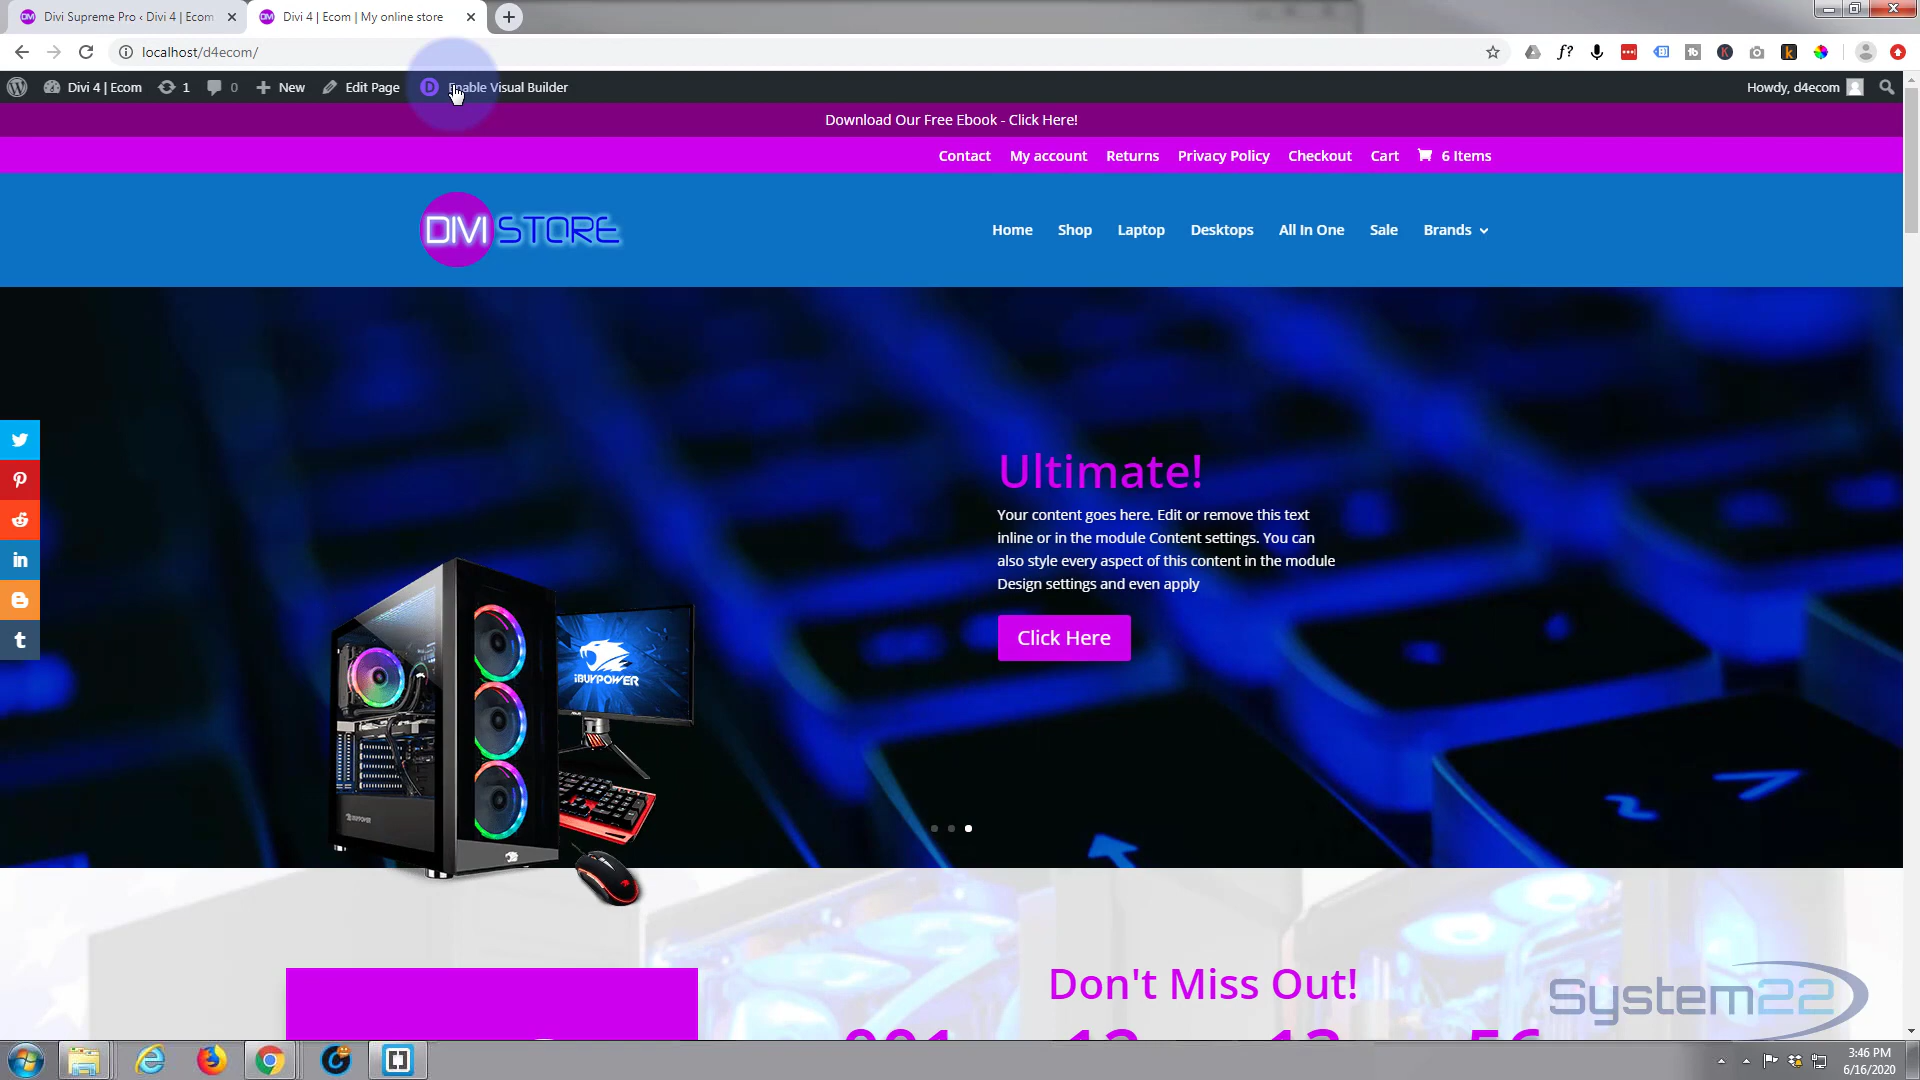 Divi Supreme Pro ‹ Divi 4 | Ecom
Divi 4 | Ecom | My online store
localhost/d4ecom/
Divi 4 | Ecom
1
0
New
Edit Page
Enable Visual Builder
Howdy, d4ecom
Download Our Free Ebook - Click Here!
Contact
My account
Returns
Privacy Policy
Checkout
Cart
6 Items
DIVI STORE
Home
Shop
Laptop
Desktops
All In One
Sale
Brands
Ultimate!
Your content goes here. Edit or remove this text
inline or in the module Content settings. You can
also style every aspect of this content in the module
Design settings and even apply
Click Here
iBUYPOWER
Don't Miss Out!
001
12
13
56
System22
3:46 PM
6/16/2020